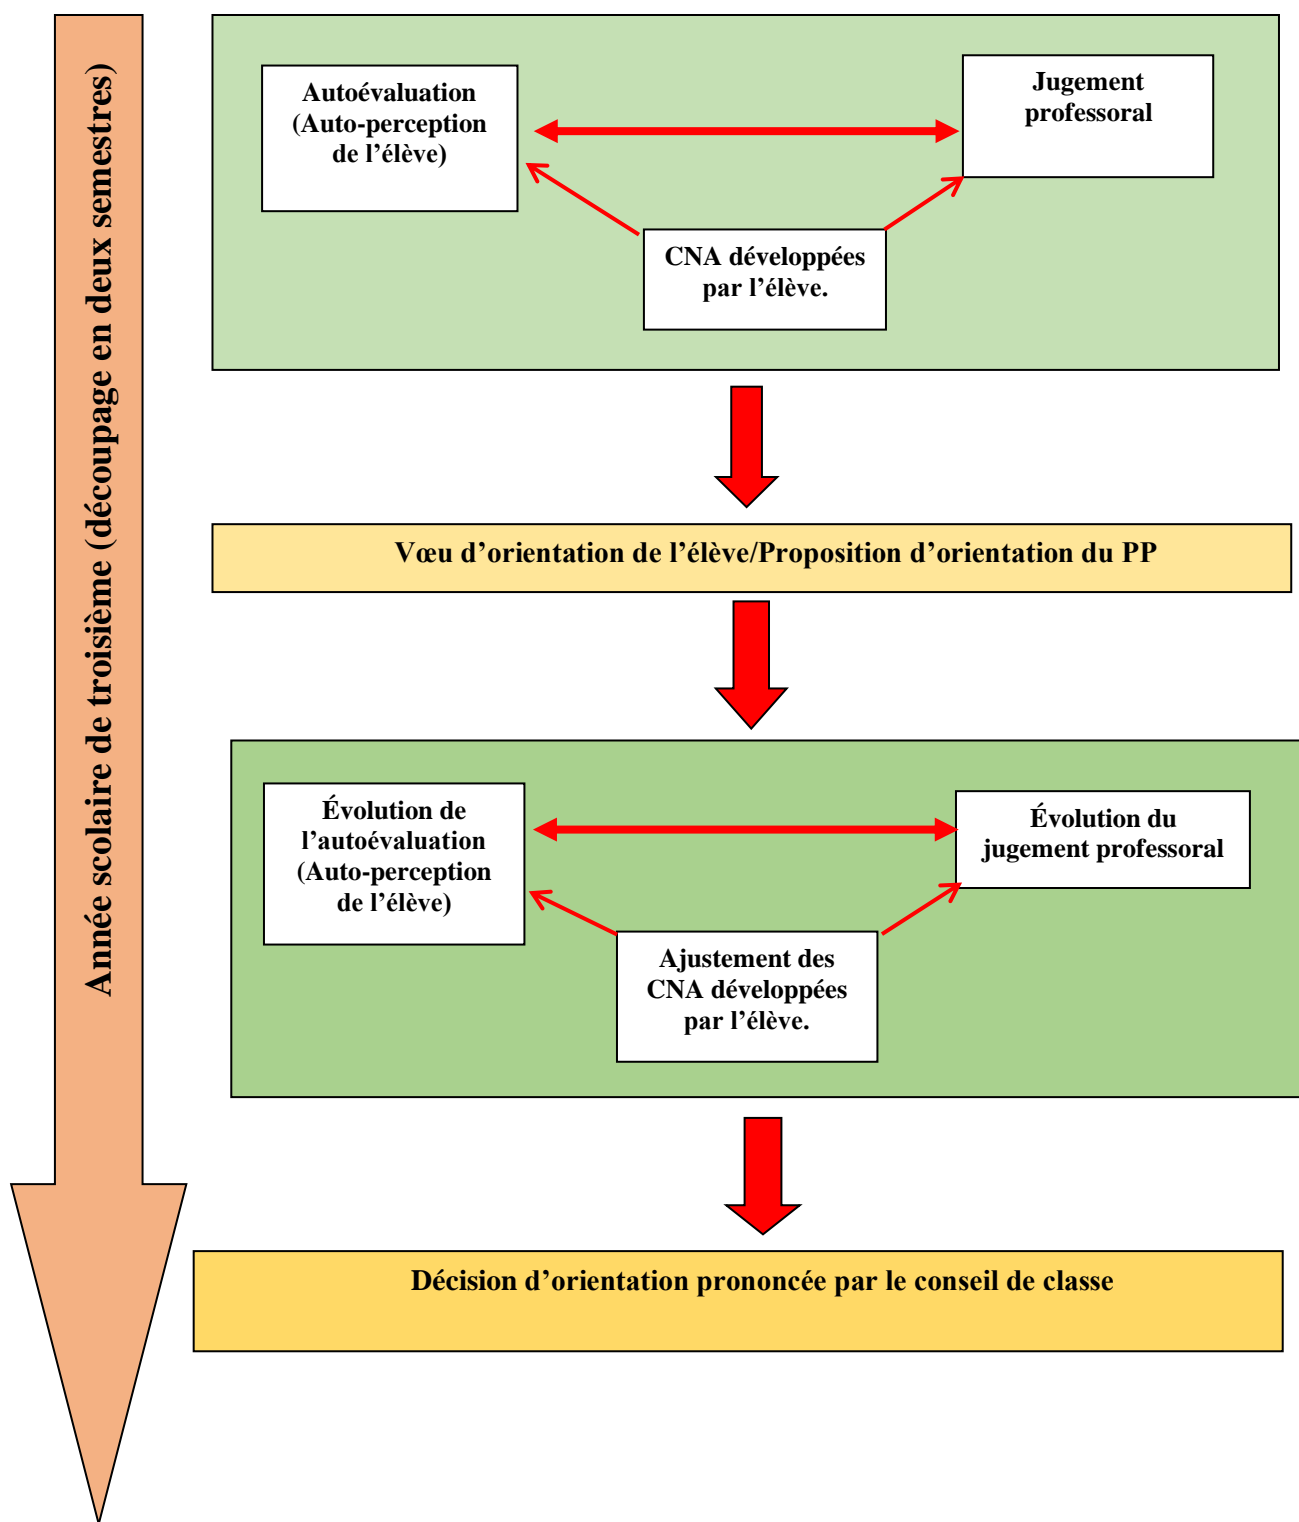 Année scolaire de troisième (découpage en deux semestres)
Autoévaluation
(Auto-perception
de l’élève)
Jugement
professoral
CNA développées
par l’élève.
Vœu d’orientation de l’élève/Proposition d’orientation du PP
Évolution de
l’autoévaluation
(Auto-perception
de l’élève)
Évolution du
jugement professoral
Ajustement des
CNA développées
par l’élève.
Décision d’orientation prononcée par le conseil de classe